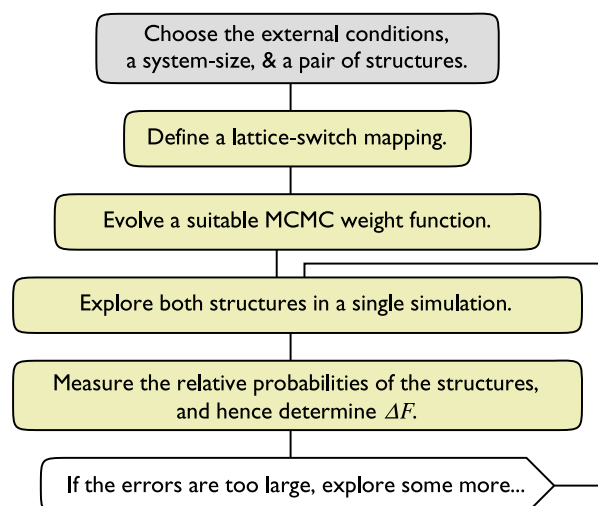 Choose the external conditions,
a system-size, & a pair of structures.
Define a lattice-switch mapping.
Evolve a suitable MCMC weight function.
Explore both structures in a single simulation.
Measure the relative probabilities of the structures,
and hence determine ΔF.
If the errors are too large, explore some more...